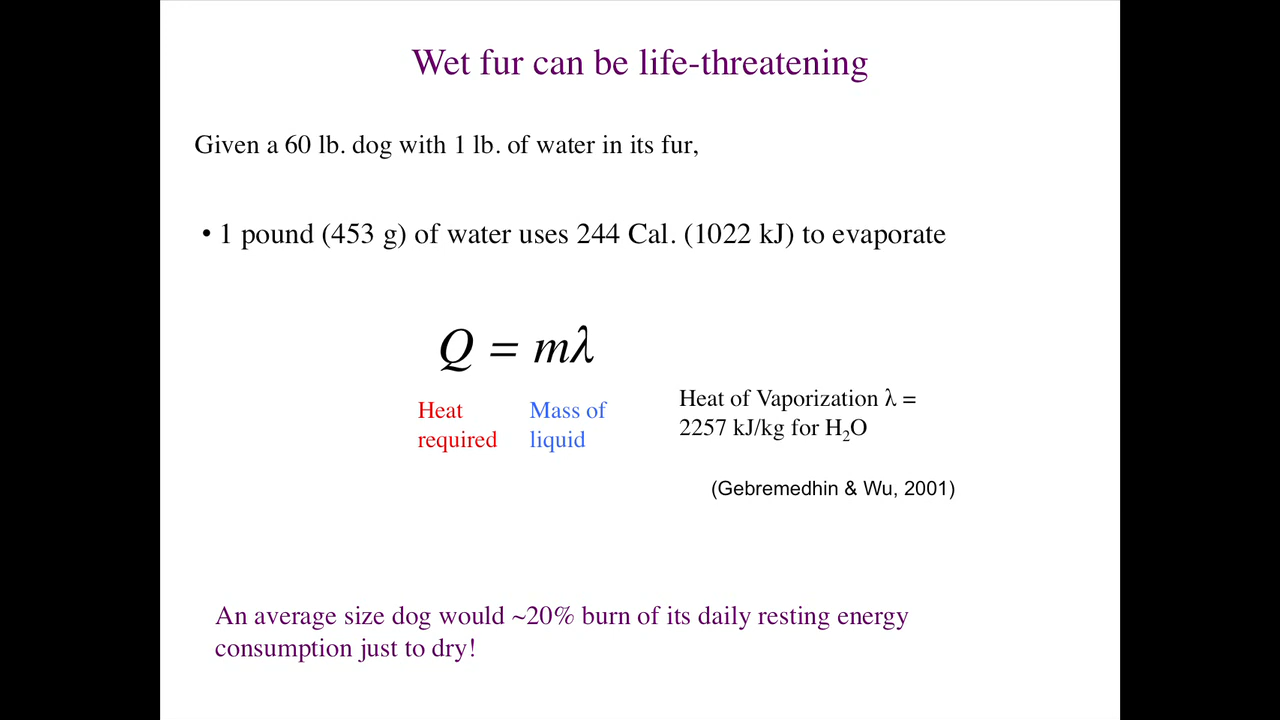 Wet fur can be life-threatening
Given a 60 lb. dog with 1 lb. of water in its fur,
• 1 pound (453 g) of water uses 244 Cal. (1022 kJ) to evaporate
Q = mλ
Heat
required
Mass of
liquid
Heat of Vaporization λ =
2257 kJ/kg for H₂O
(Gebremedhin & Wu, 2001)
An average size dog would ~20% burn of its daily resting energy
consumption just to dry!